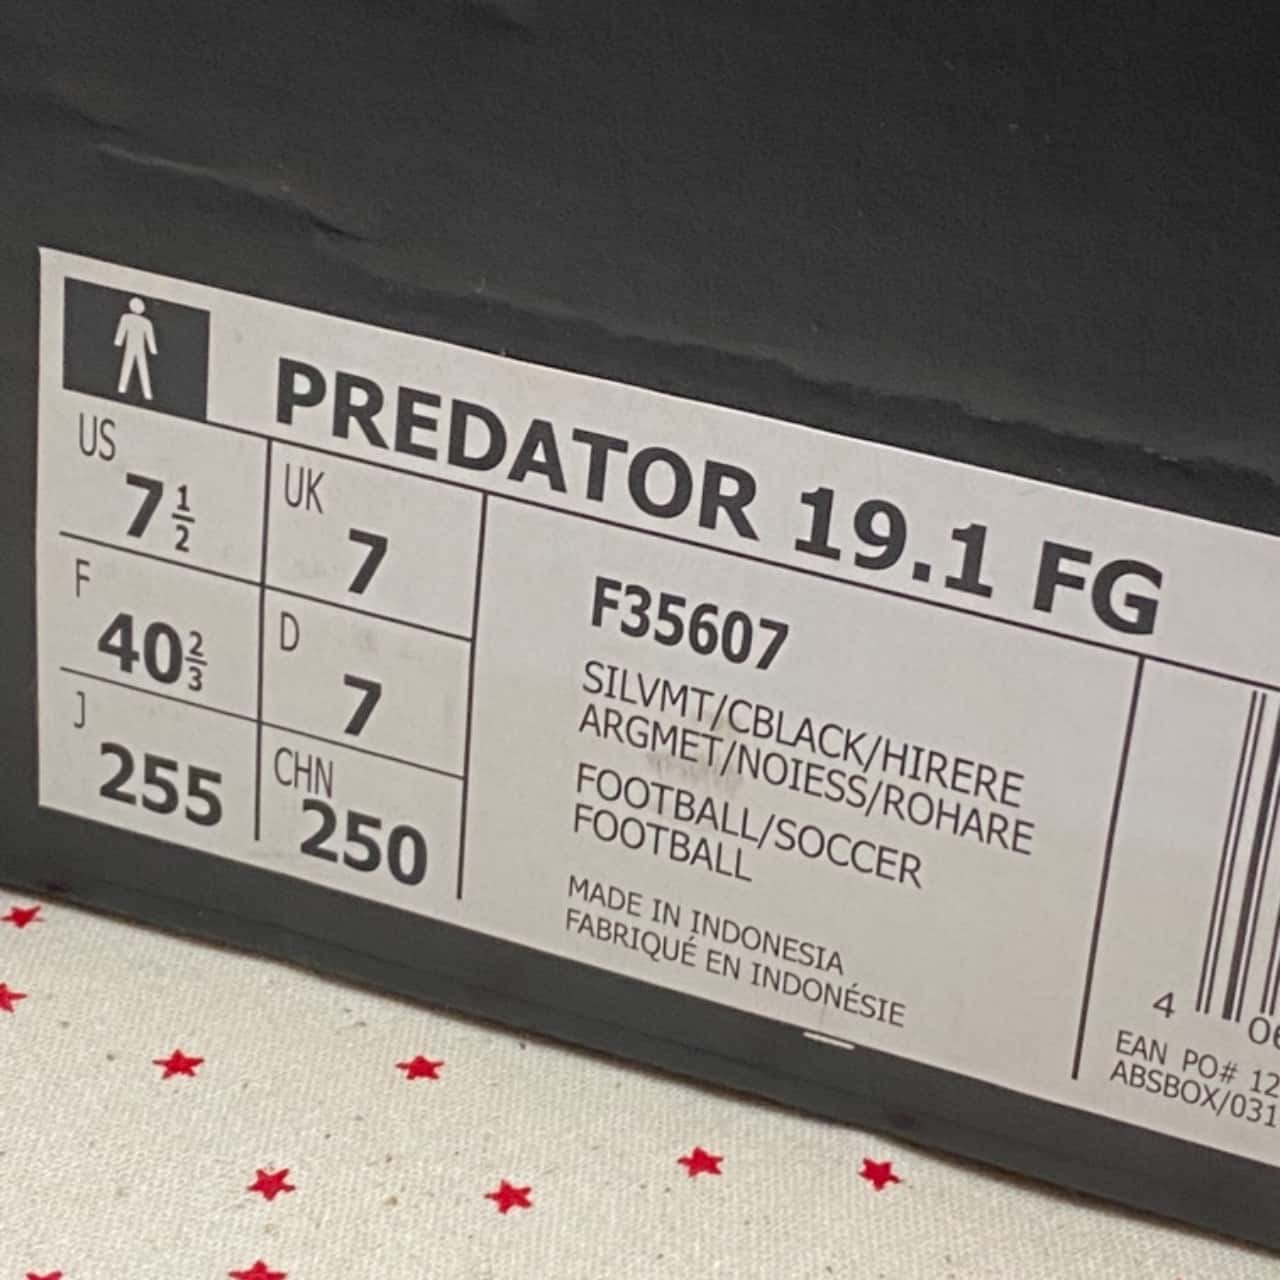 PREDATOR 19.1 FG
US 7 1/2
UK 7
F 40 2/3
D 7
J 255
CHN 250
F35607
SILVMT/CBLACK/HIRERE
ARGMET/NOIESS/ROHARE
FOOTBALL/SOCCER
FOOTBALL
MADE IN INDONESIA
FABRIQUÉ EN INDONÉSIE
4 06
EAN PO# 12
ABSBOX/031